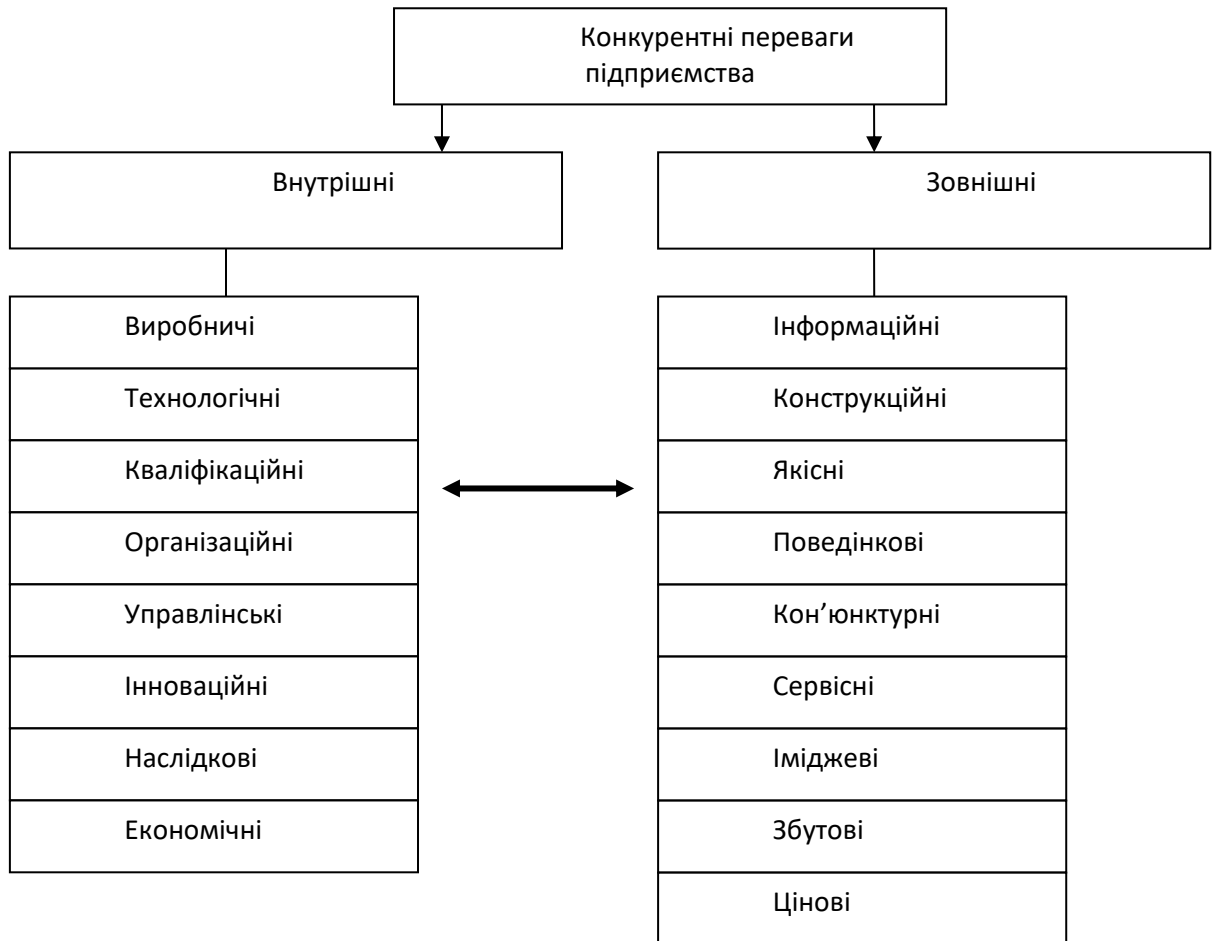 Конкурентні переваги
підприємства
Внутрішні
Зовнішні
Виробничі
Технологічні
Кваліфікаційні
Організаційні
Управлінські
Інноваційні
Наслідкові
Економічні
Інформаційні
Конструкційні
Якісні
Поведінкові
Кон’юнктурні
Сервісні
Іміджеві
Збутові
Цінові